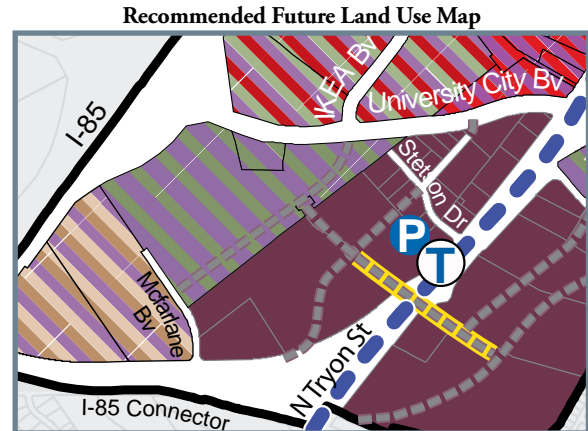 Recommended Future Land Use Map
IKEA Bv
University City Bv
I-85
Stetson Dr
P
T
Mcfarlane
Bv
N Tryon St
I-85 Connector